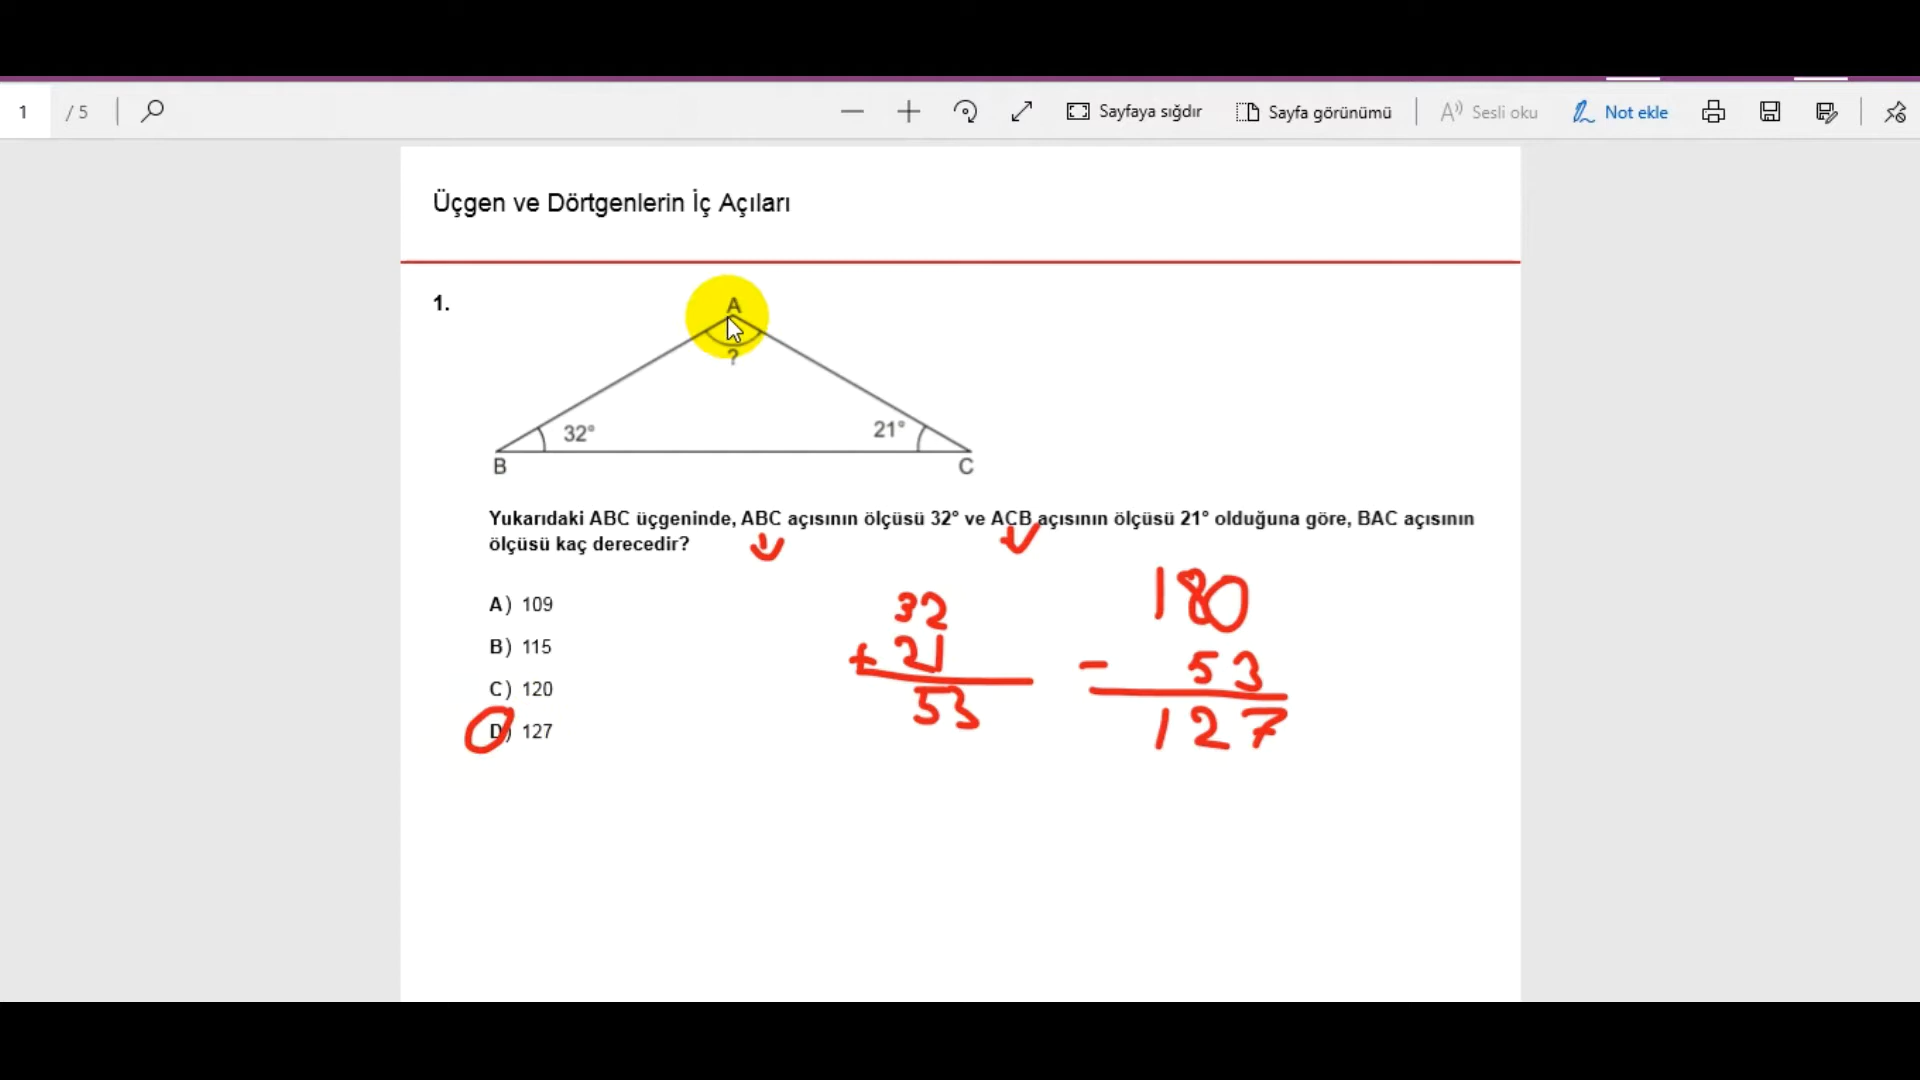 1 / 5 Sayfaya sığdır Sayfa görünümü A Sesli oku Not ekle
Üçgen ve Dörtgenlerin İç Açıları
1.
A
?
32° 21°
B C
Yukarıdaki ABC üçgeninde, ABC açısının ölçüsü 32° ve ACB açısının ölçüsü 21° olduğuna göre, BAC açısının
ölçüsü kaç derecedir?
A) 109
B) 115
C) 120
D) 127
32
+ 21
53
180
- 53
127